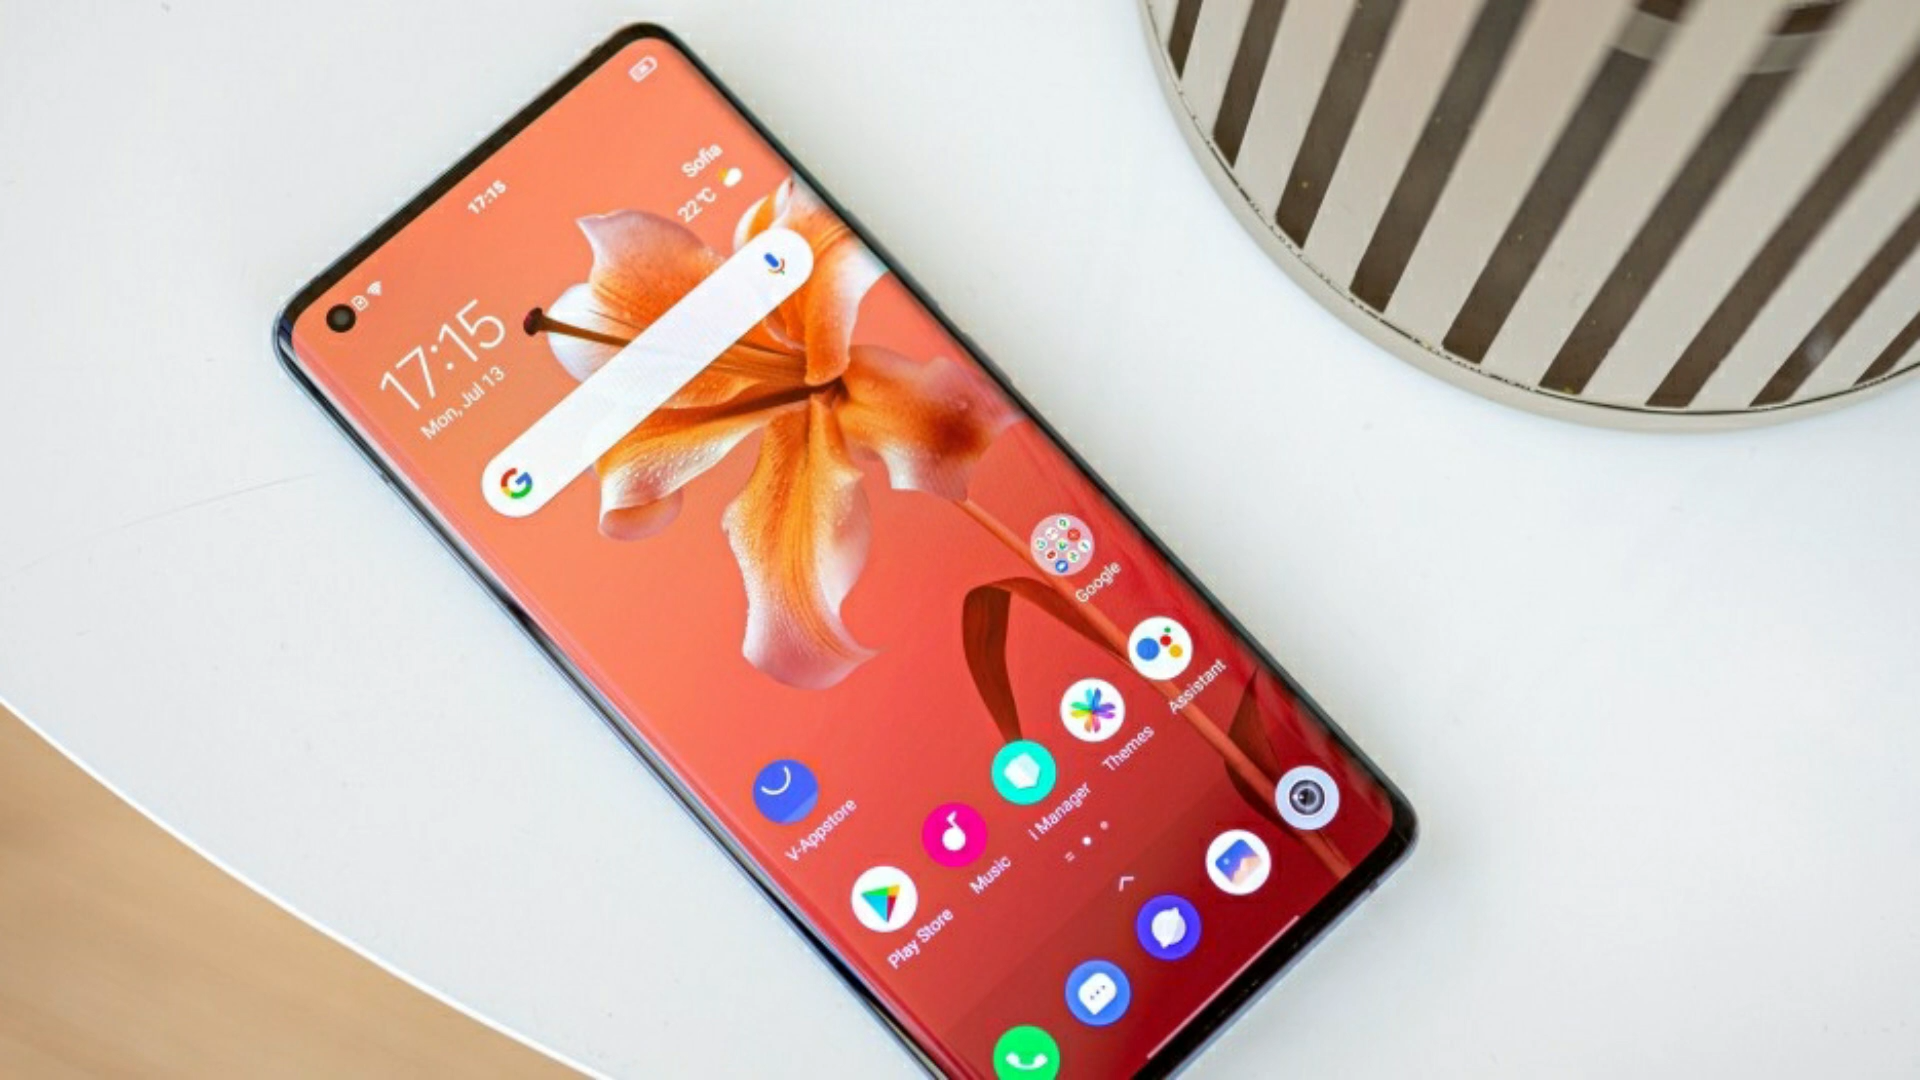 17:15
Sofia
22°C
17:15
Mon, Jul 13
Google
Assistant
Themes
i Manager
Music
V-Appstore
Play Store